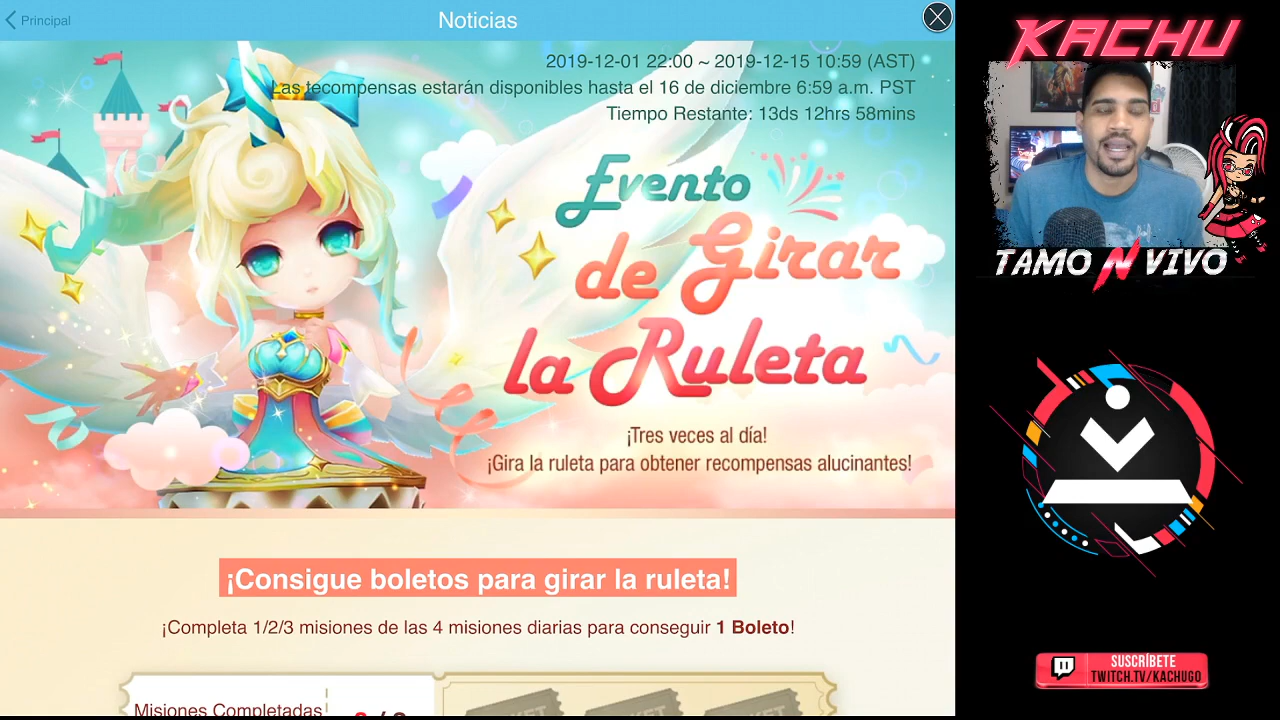 Principal
Noticias
2019-12-01 22:00 ~ 2019-12-15 10:59 (AST)
Las recompensas estarán disponibles hasta el 16 de diciembre 6:59 a.m. PST
Tiempo Restante: 13ds 12hrs 58mins
Evento
de Girar
la Ruleta
¡Tres veces al día!
¡Gira la ruleta para obtener recompensas alucinantes!
¡Consigue boletos para girar la ruleta!
¡Completa 1/2/3 misiones de las 4 misiones diarias para conseguir 1 Boleto!
Misiones Completadas
KACHU
TAMO N VIVO
SUSCRÍBETE
TWITCH.TV/KACHUGO